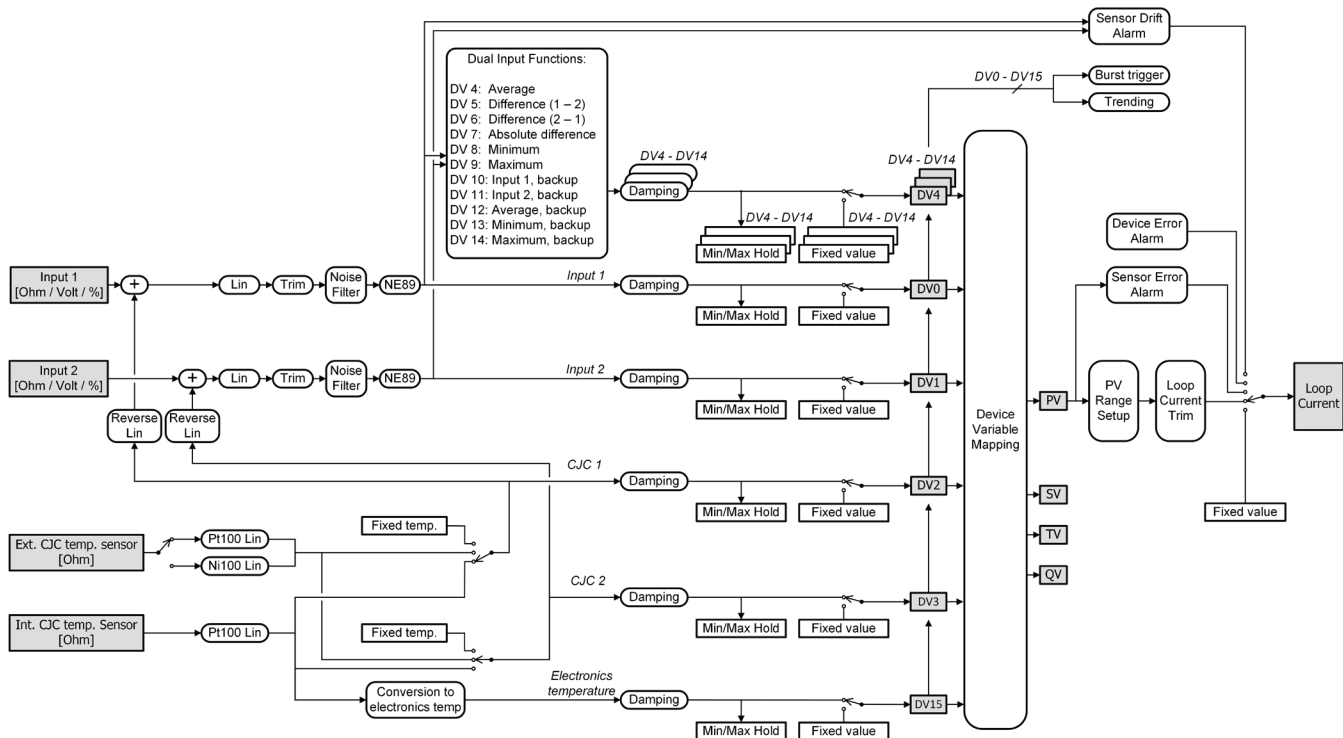 Sensor Drift
Alarm
Dual Input Functions:
DV 4: Average
DV 5: Difference (1 – 2)
DV 6: Difference (2 – 1)
DV 7: Absolute difference
DV 8: Minimum
DV 9: Maximum
DV 10: Input 1, backup
DV 11: Input 2, backup
DV 12: Average, backup
DV 13: Minimum, backup
DV 14: Maximum, backup
DV0 - DV15
Burst trigger
Trending
DV4 - DV14
Damping
DV4 - DV14
DV4
DV4 - DV14
Min/Max Hold
DV4 - DV14
Fixed value
Device Error
Alarm
Input 1
[Ohm / Volt / %]
+
Lin
Trim
Noise
Filter
NE89
Input 1
Damping
DV0
Min/Max Hold
Fixed value
Sensor Error
Alarm
Input 2
[Ohm / Volt / %]
+
Lin
Trim
Noise
Filter
NE89
Input 2
Damping
DV1
Min/Max Hold
Fixed value
Device
Variable
Mapping
PV
PV
Range
Setup
Loop
Current
Trim
Loop
Current
Reverse
Lin
Reverse
Lin
CJC 1
Damping
DV2
Min/Max Hold
Fixed value
SV
TV
QV
Fixed value
Ext. CJC temp. sensor
[Ohm]
Pt100 Lin
Ni100 Lin
Fixed temp.
CJC 2
Damping
DV3
Min/Max Hold
Fixed value
Int. CJC temp. Sensor
[Ohm]
Pt100 Lin
Fixed temp.
Conversion to
electronics temp
Electronics
temperature
Damping
DV15
Min/Max Hold
Fixed value